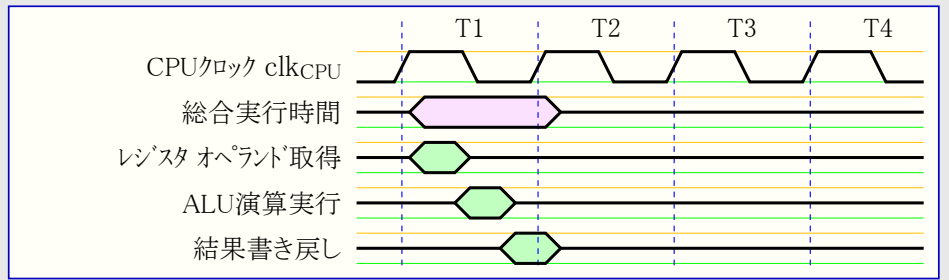 T1 T2 T3 T4
CPUｸﾛｯｸ clkCPU
総合実行時間
ﾚｼﾞｽﾀ ｵﾍﾟﾗﾝﾄﾞ取得
ALU演算実行
結果書き戻し